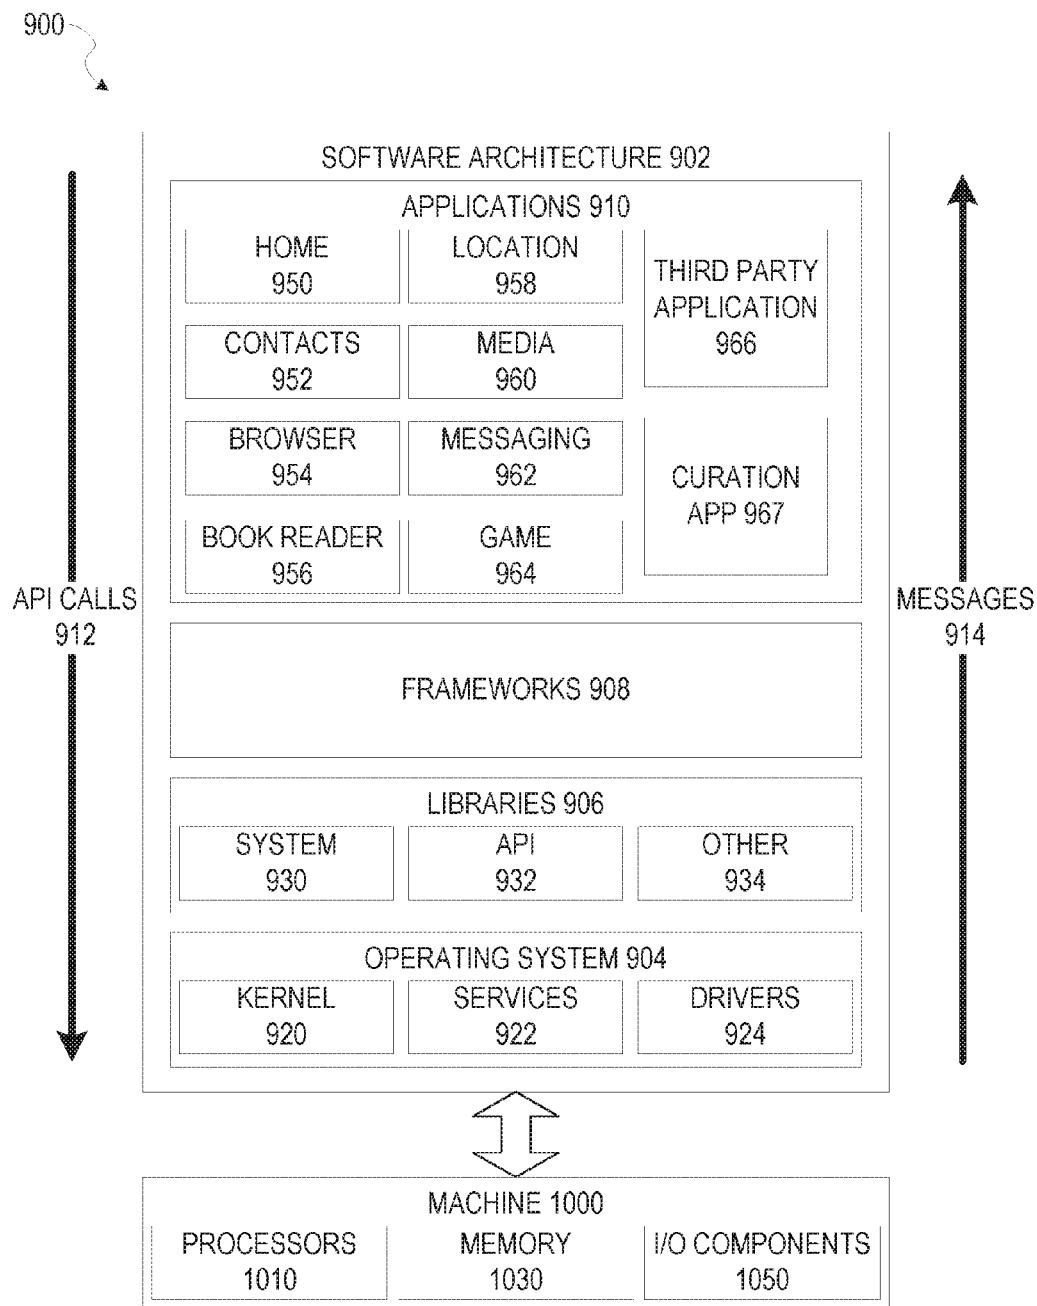 900
SOFTWARE ARCHITECTURE 902
APPLICATIONS 910
HOME
950
LOCATION
958
THIRD PARTY
APPLICATION
966
CONTACTS
952
MEDIA
960
BROWSER
954
MESSAGING
962
CURATION
APP 967
BOOK READER
956
GAME
964
API CALLS
912
MESSAGES
914
FRAMEWORKS 908
LIBRARIES 906
SYSTEM
930
API
932
OTHER
934
OPERATING SYSTEM 904
KERNEL
920
SERVICES
922
DRIVERS
924
MACHINE 1000
PROCESSORS
1010
MEMORY
1030
I/O COMPONENTS
1050